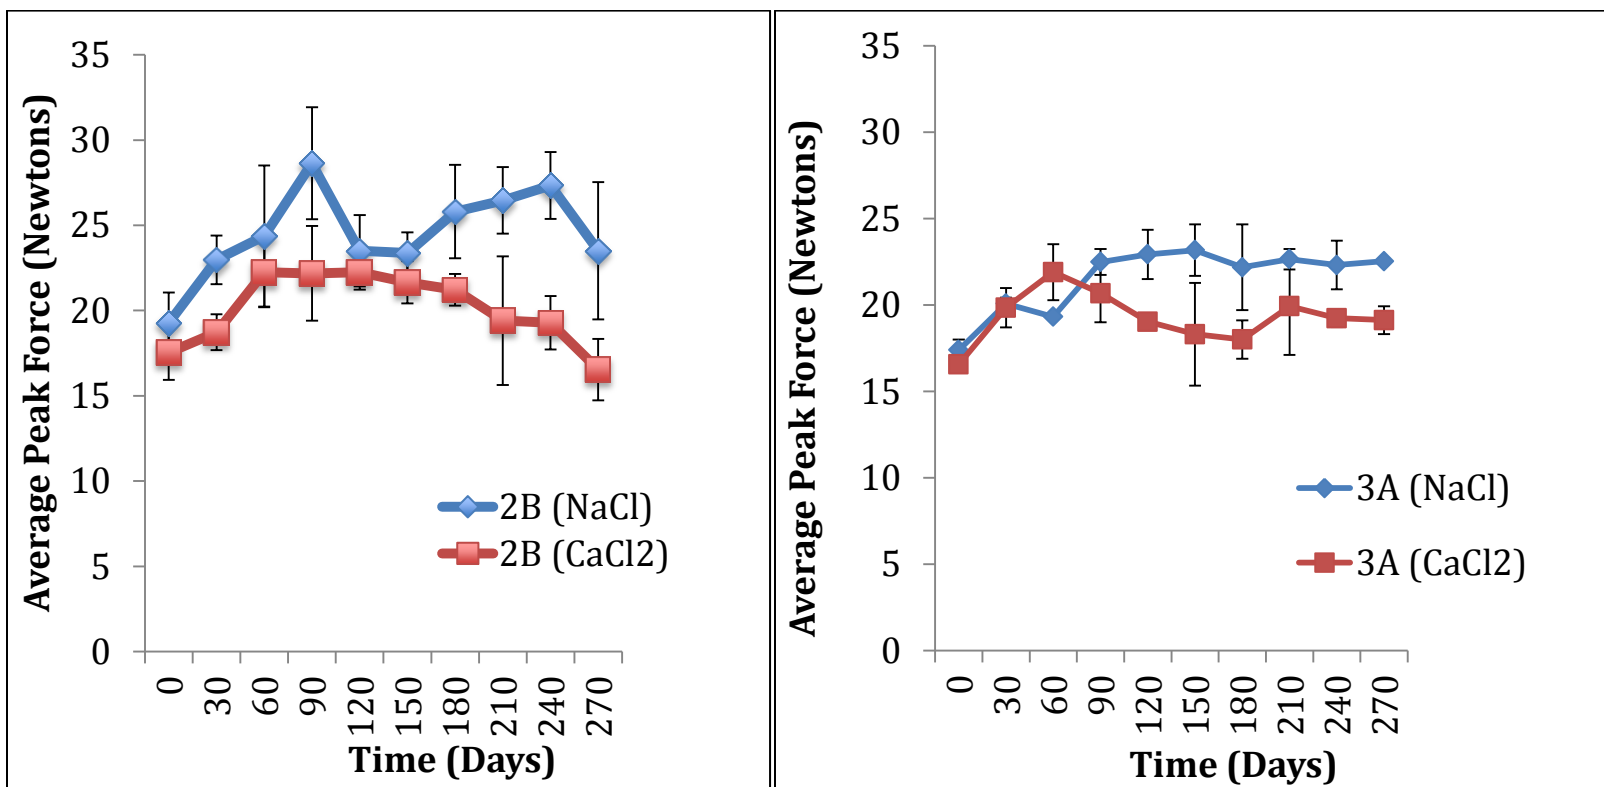 Average Peak Force (Newtons)
35
30
25
20
15
10
5
0
2B (NaCl)
2B (CaCl2)
0 30 60 90 120 150 180 210 240 270
Time (Days)
Average Peak Force (Newtons)
35
30
25
20
15
10
5
0
3A (NaCl)
3A (CaCl2)
0 30 60 90 120 150 180 210 240 270
Time (Days)